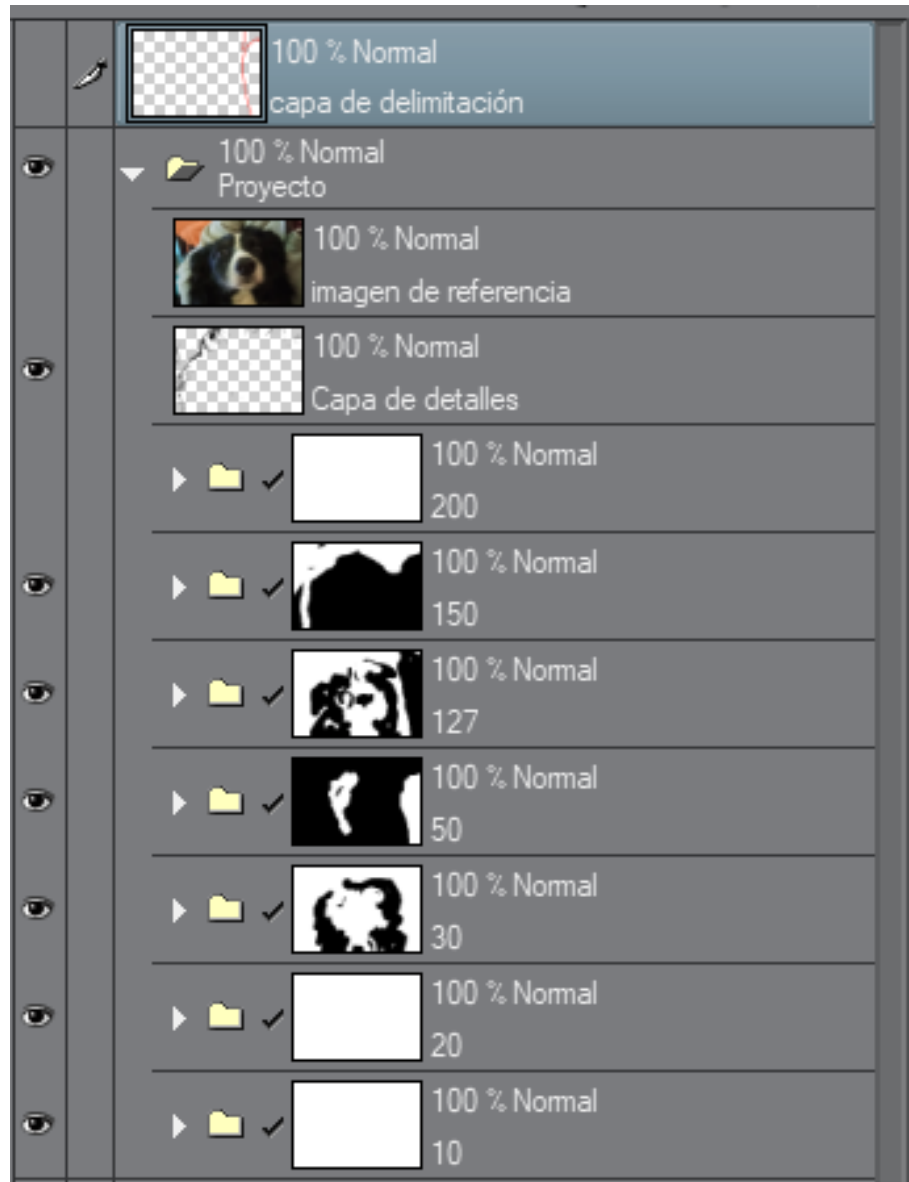 100 % Normal
capa de delimitación
100 % Normal
Proyecto
100 % Normal
imagen de referencia
100 % Normal
Capa de detalles
100 % Normal
200
100 % Normal
150
100 % Normal
127
100 % Normal
50
100 % Normal
30
100 % Normal
20
100 % Normal
10